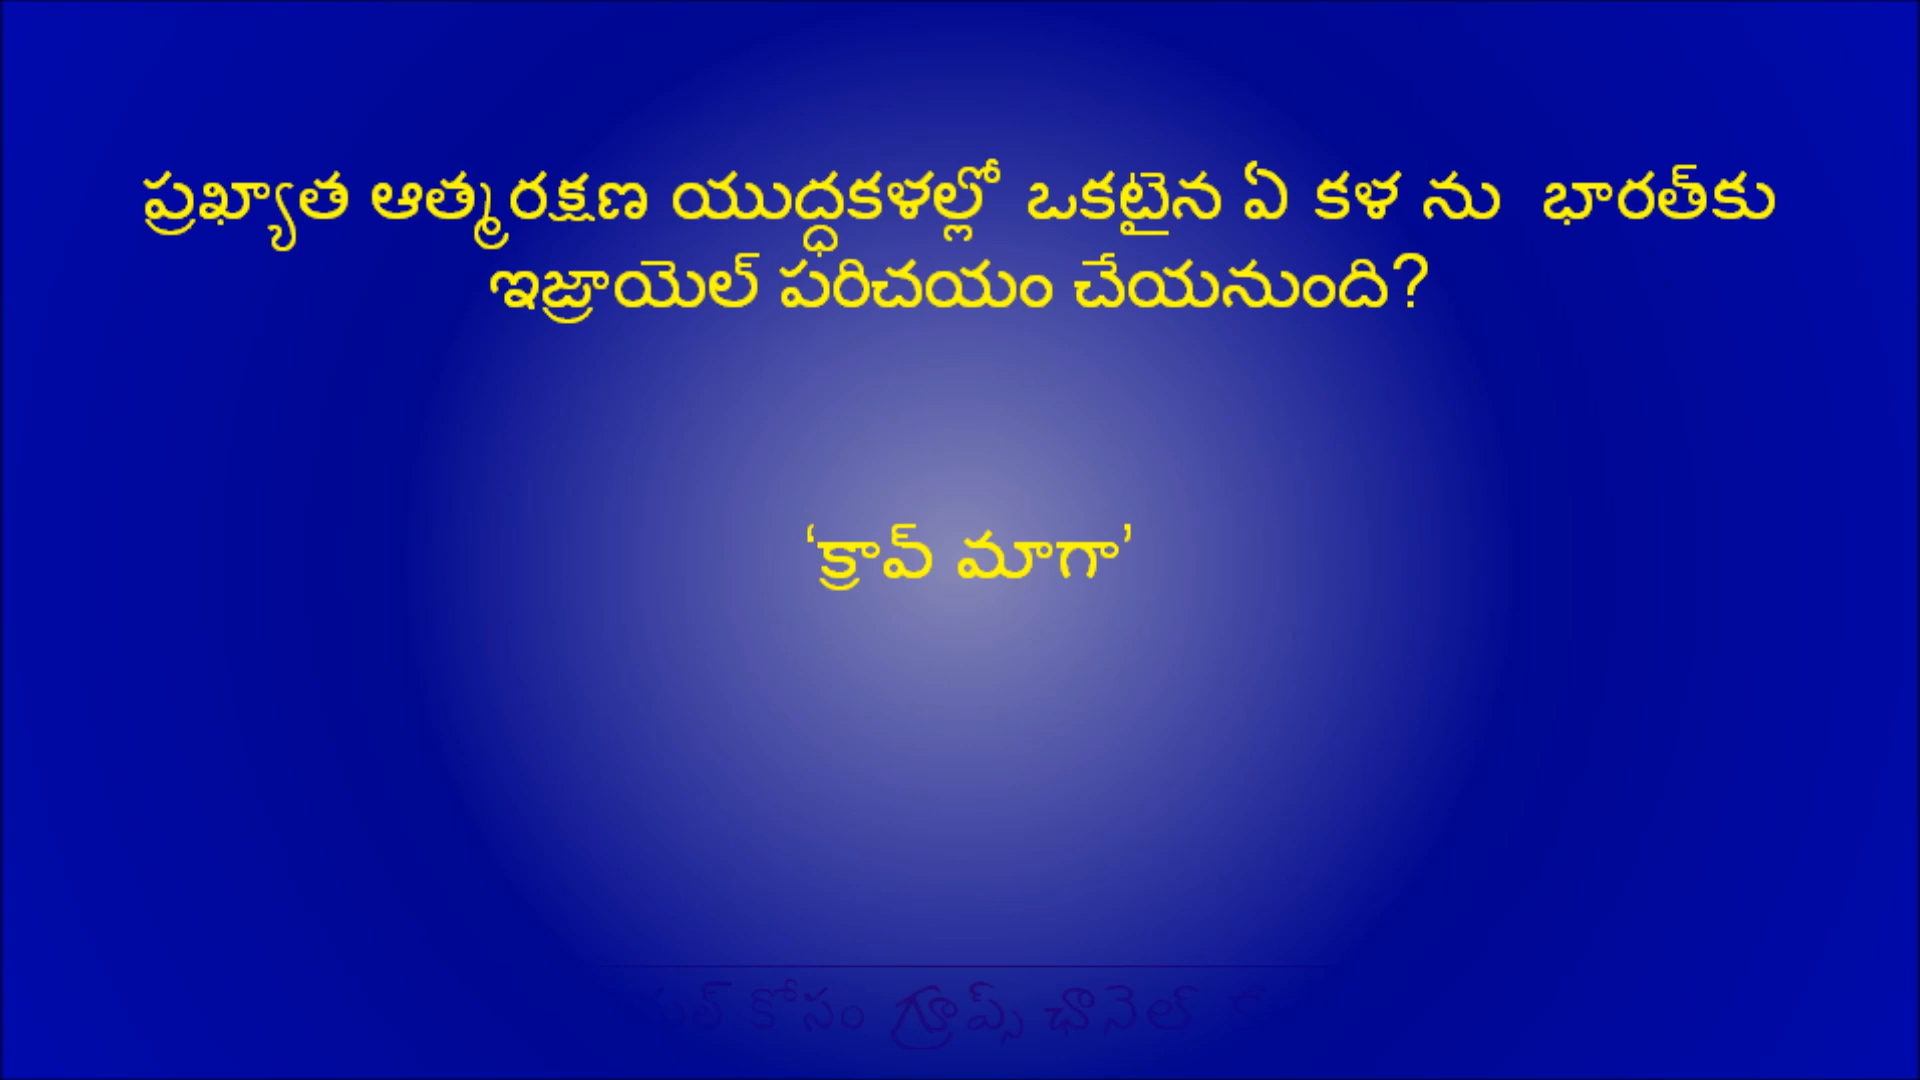 ప్రఖ్యాత ఆత్మరక్షణ యుద్ధకళల్లో ఒకటైన ఏ కళ ను భారత్‌కు
ఇజ్రాయెల్ పరిచయం చేయనుంది?
‘క్రావ్ మాగా’
కోసం గ్రూప్స్ ఛానెల్